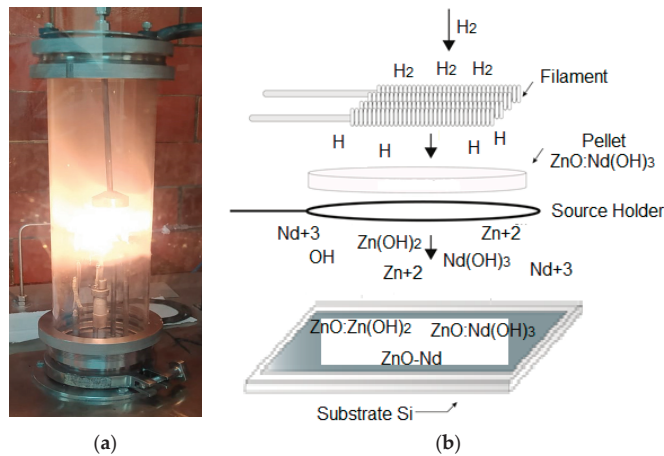 H2
H2 H2 H2
Filament
H H H H
Pellet
ZnO:Nd(OH)3
Source Holder
Nd+3 Zn(OH)2 Zn+2
OH Zn+2 Nd(OH)3 Nd+3
ZnO:Zn(OH)2 ZnO:Nd(OH)3
ZnO-Nd
Substrate Si
(a) (b)